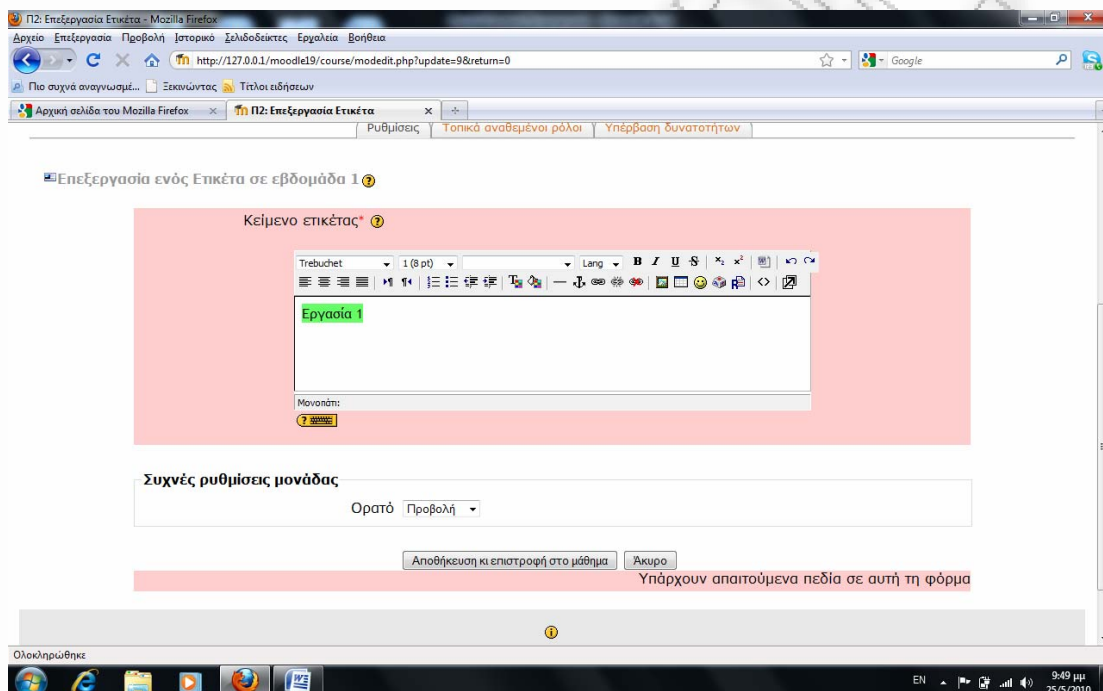 Π2: Επεξεργασία Ετικέτα - Mozilla Firefox
Αρχείο Επεξεργασία Προβολή Ιστορικό Σελιδοδείκτες Εργαλεία Βοήθεια
http://127.0.0.1/moodle19/course/modedit.php?update=9&return=0 Google
Πιο συχνά αναγνωσμέ... Ξεκινώντας Τίτλοι ειδήσεων
Αρχική σελίδα του Mozilla Firefox Π2: Επεξεργασία Ετικέτα
Ρυθμίσεις Τοπικά αναθεμένοι ρόλοι Υπέρβαση δυνατοτήτων
Επεξεργασία ενός Ετικέτα σε εβδομάδα 1
Κείμενο ετικέτας*
Trebuchet 1 (8 pt) Lang B I U S x₂ x²
Εργασία 1
Μονοπάτι:
Συχνές ρυθμίσεις μονάδας
Ορατό Προβολή
Αποθήκευση κι επιστροφή στο μάθημα Άκυρο
Υπάρχουν απαιτούμενα πεδία σε αυτή τη φόρμα
Ολοκληρώθηκε
EN 9:49 μμ
25/5/2010